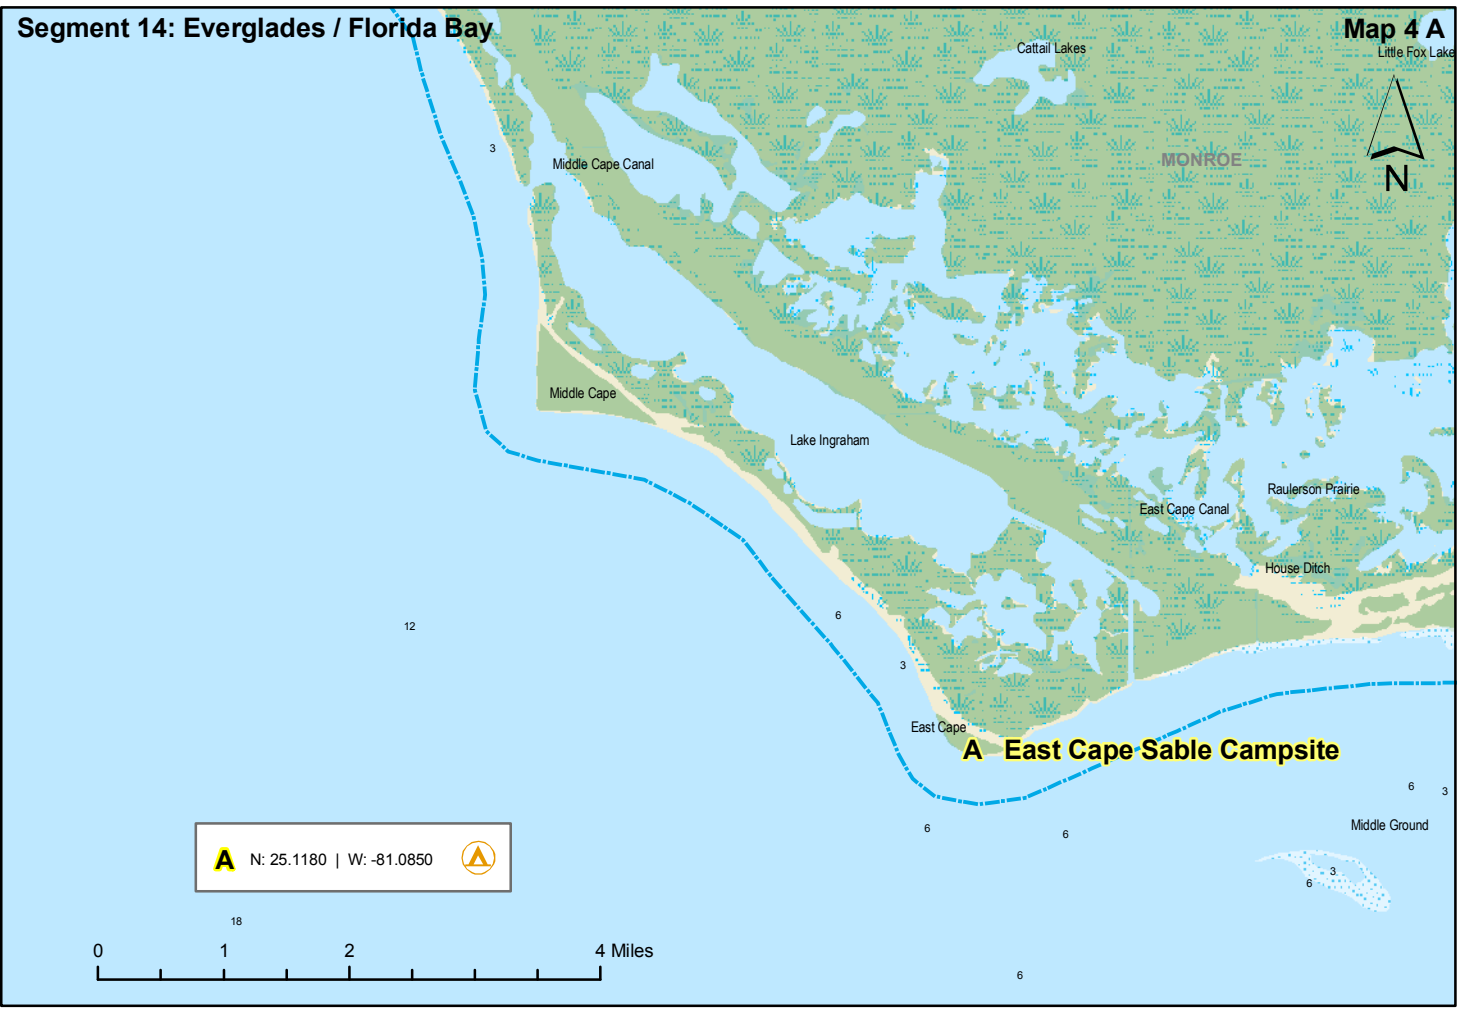 Segment 14: Everglades / Florida Bay
Map 4 A
Cattail Lakes
Little Fox Lake
3
Middle Cape Canal
MONROE
N
Middle Cape
Lake Ingraham
Raulerson Prairie
East Cape Canal
House Ditch
6
12
3
East Cape
A East Cape Sable Campsite
6
3
6
6
Middle Ground
A N: 25.1180 | W: -81.0850
3
6
18
0 1 2 4 Miles
6